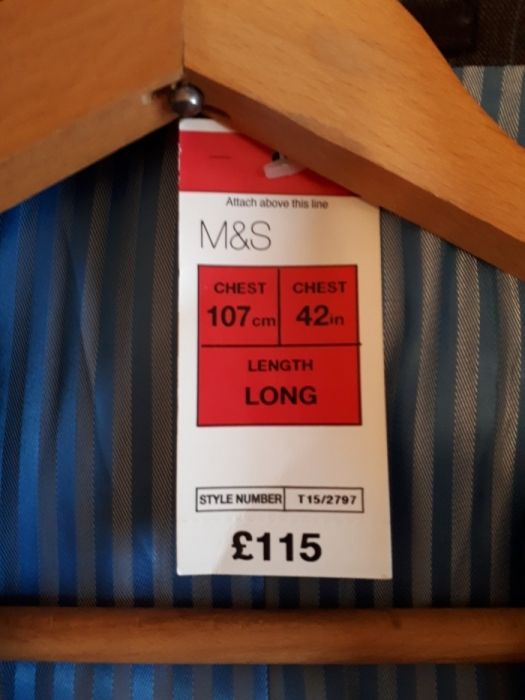 Attach above this line
M&S
CHEST CHEST
107cm 42in
LENGTH
LONG
STYLE NUMBER T15/2797
£115